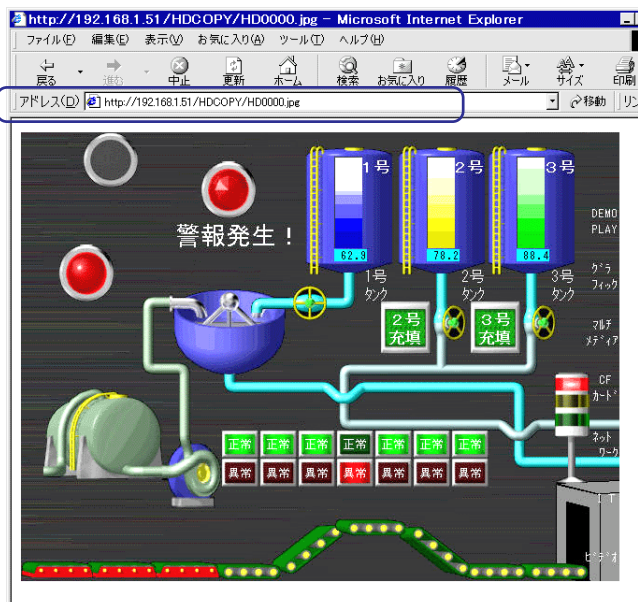 http://192.168.1.51/HDCOPY/HD0000.jpg - Microsoft Internet Explorer
ファイル(F) 編集(E) 表示(V) お気に入り(A) ツール(T) ヘルプ(H)
戻る 進む 中止 更新 ホーム 検索 お気に入り 履歴 メール サイズ 印刷
アドレス(D) http://192.168.1.51/HDCOPY/HD0000.jpg 移動 リン
1号 2号 3号
警報発生！
62.9 78.2 88.4
DEMO
PLAY
1号
タンク
2号
タンク
3号
タンク
グラ
フィック
2号
充填
3号
充填
マルチ
メディア
CF
カード
正常 正常 正常 正常 正常 正常 正常
異常 異常 異常 異常 異常 異常 異常
ネット
ワーク
I T
ビデオ